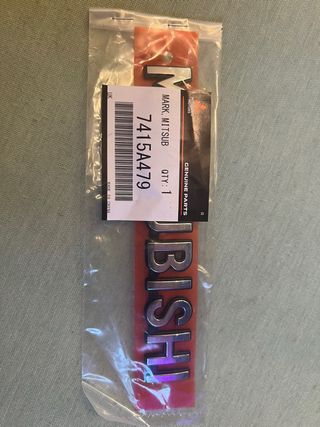 MARK,MITSUB QTY:1
7415A479
GENUINE PARTS
M
UBISHI